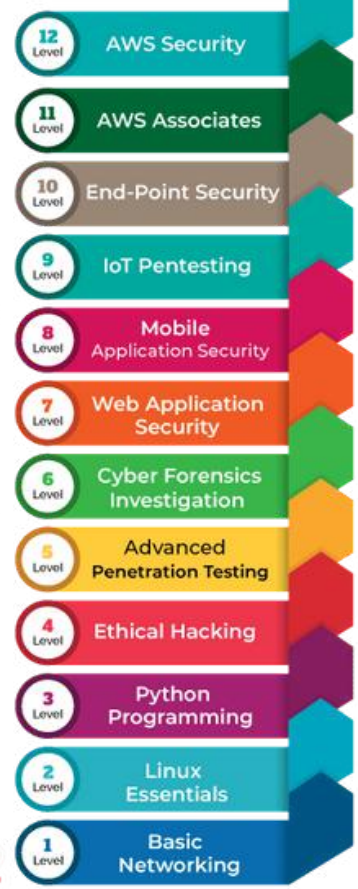 12
Level
AWS Security
11
Level
AWS Associates
10
Level
End-Point Security
9
Level
IoT Pentesting
8
Level
Mobile
Application Security
7
Level
Web Application
Security
6
Level
Cyber Forensics
Investigation
5
Level
Advanced
Penetration Testing
4
Level
Ethical Hacking
3
Level
Python
Programming
2
Level
Linux
Essentials
1
Level
Basic
Networking